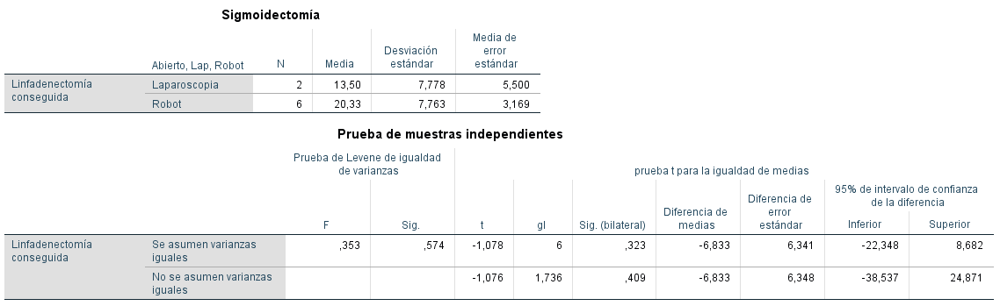 Sigmoidectomía
Abierto, Lap, Robot N Media Desviación estándar Media de error estándar
Linfadenectomía conseguida Laparoscopia 2 13,50 7,778 5,500
Robot 6 20,33 7,763 3,169
Prueba de muestras independientes
Prueba de Levene de igualdad de varianzas prueba t para la igualdad de medias
95% de intervalo de confianza de la diferencia
F Sig. t gl Sig. (bilateral) Diferencia de medias Diferencia de error estándar Inferior Superior
Linfadenectomía conseguida Se asumen varianzas iguales ,353 ,574 -1,078 6 ,323 -6,833 6,341 -22,348 8,682
No se asumen varianzas iguales -1,076 1,736 ,409 -6,833 6,348 -38,537 24,871